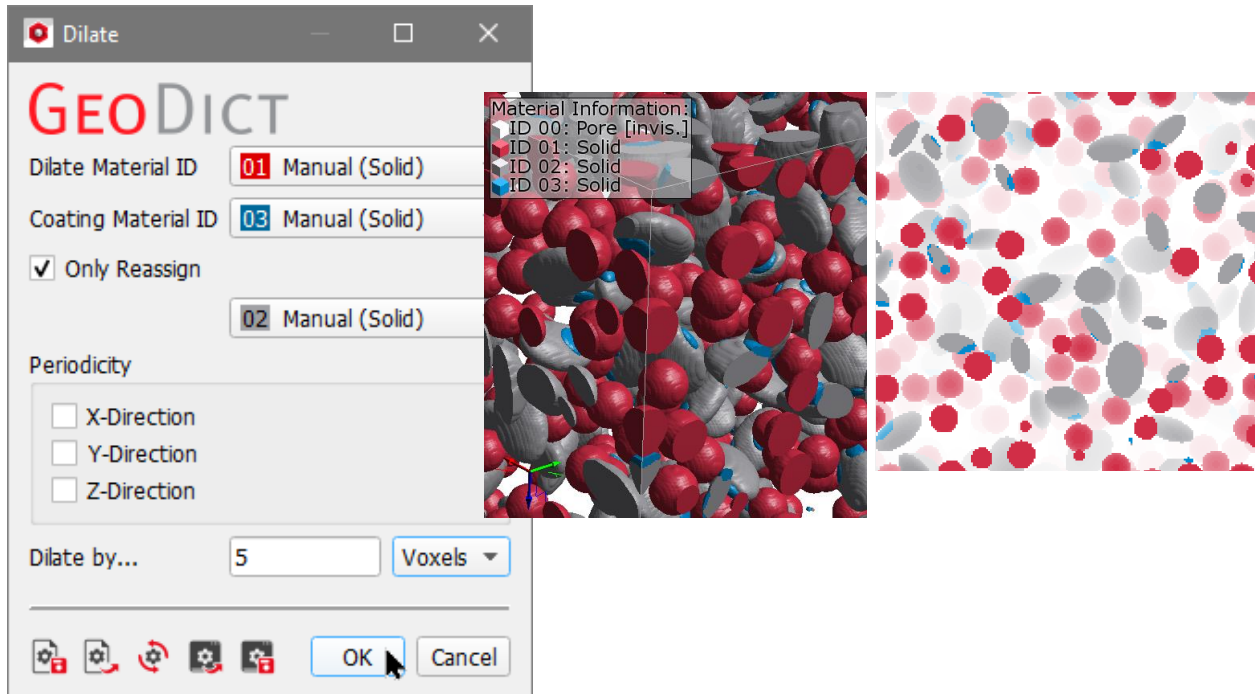 Dilate
GEODICT
Dilate Material ID 01 Manual (Solid)
Coating Material ID 03 Manual (Solid)
Only Reassign
02 Manual (Solid)
Periodicity
X-Direction
Y-Direction
Z-Direction
Dilate by... 5 Voxels
OK Cancel
Material Information:
ID 00: Pore [invis.]
ID 01: Solid
ID 02: Solid
ID 03: Solid